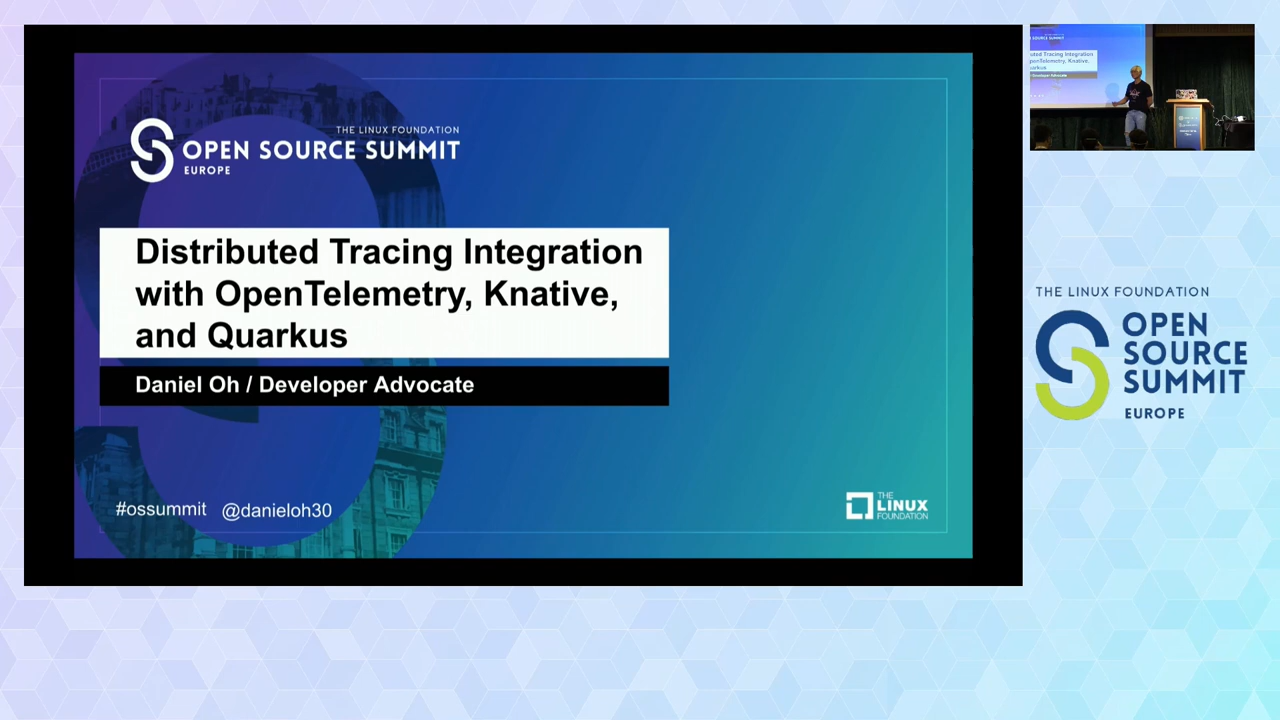 THE LINUX FOUNDATION
OPEN SOURCE SUMMIT
EUROPE
Distributed Tracing Integration
with OpenTelemetry, Knative,
and Quarkus
Daniel Oh / Developer Advocate
#ossummit @danieloh30
THE
LINUX
FOUNDATION
THE LINUX FOUNDATION
OPEN
SOURCE
SUMMIT
EUROPE